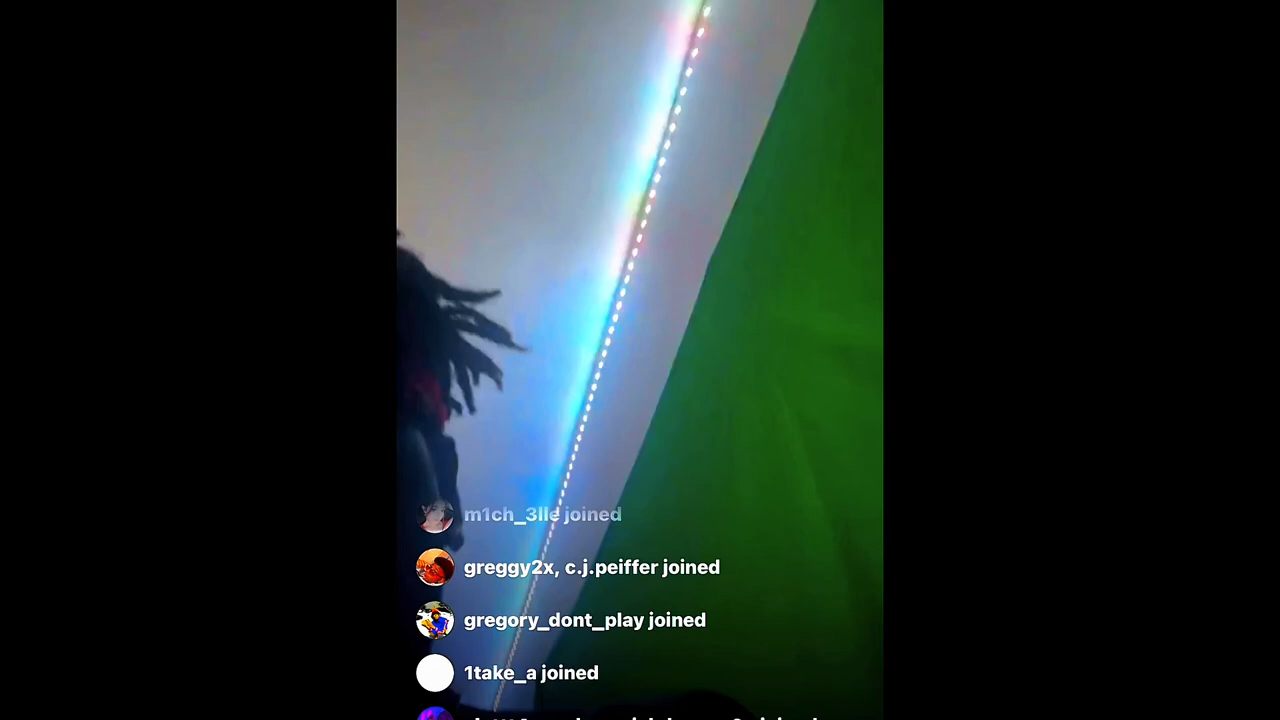 m1ch_3lle joined
greggy2x, c.j.peiffer joined
gregory_dont_play joined
1take_a joined